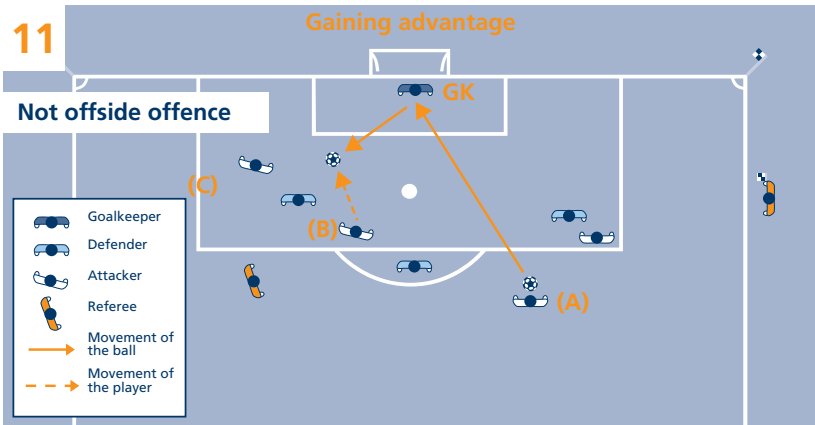 11
Gaining advantage
GK
Not offside offence
(C)
(B)
(A)
Goalkeeper
Defender
Attacker
Referee
Movement of
the ball
Movement of
the player